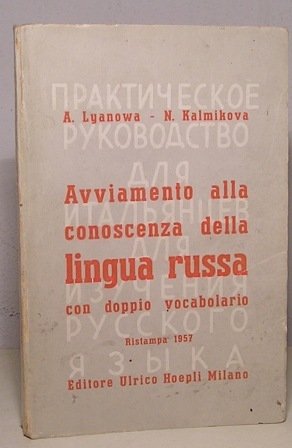 ПРАКТИЧЕСКОЕ
A. Lyanowa - N. Kalmikova
РУКОВОДСТВО
ДЛЯ
Avviamento alla
ИТАЛЬЯНЦЕВ
conoscenza della
ДЛЯ
lingua russa
ИЗУЧЕНИЯ
con doppio vocabolario
РУССКОГО
Ristampa 1957
ЯЗЫКА
Editore Ulrico Hoepli Milano